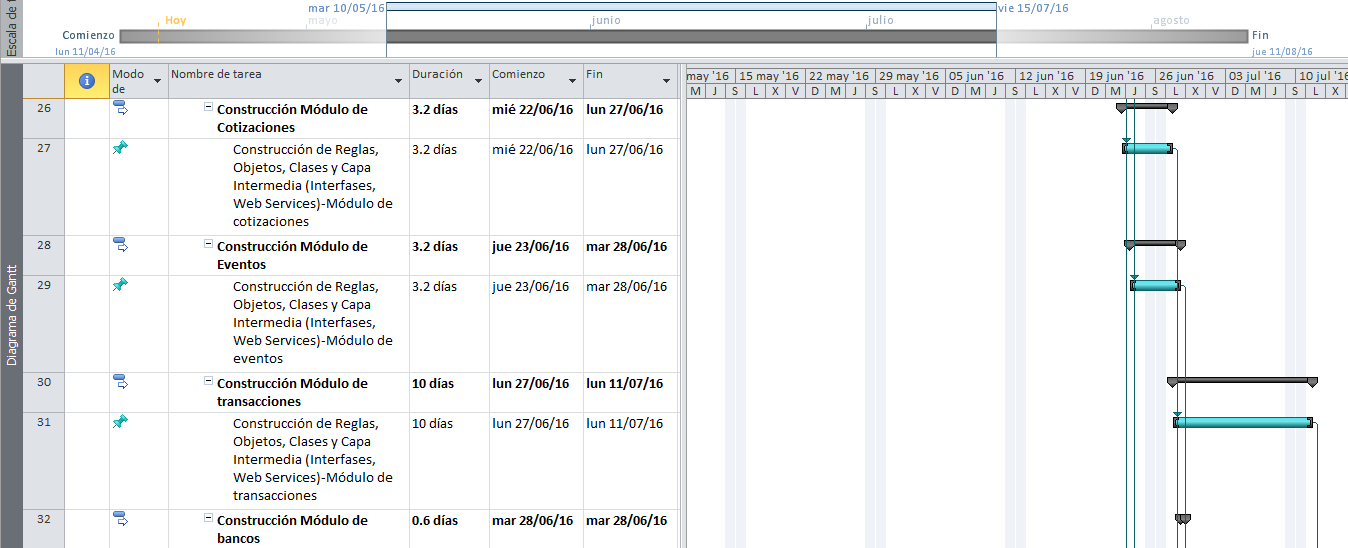 Escala de t
mar 10/05/16
vie 15/07/16
Hoy
mayo
junio
julio
agosto
Comienzo
Fin
lun 11/04/16
jue 11/08/16
Diagrama de Gantt
Modo de
Nombre de tarea
Duración
Comienzo
Fin
may '16 15 may '16 22 may '16 29 may '16 05 jun '16 12 jun '16 19 jun '16 26 jun '16 03 jul '16 10 jul '16
M J S L X V D M J S L X V D M J S L X V D M J S L X
26 Construcción Módulo de 3.2 días mié 22/06/16 lun 27/06/16
Cotizaciones
27 Construcción de Reglas, 3.2 días mié 22/06/16 lun 27/06/16
Objetos, Clases y Capa
Intermedia (Interfases,
Web Services)-Módulo de
cotizaciones
28 Construcción Módulo de 3.2 días jue 23/06/16 mar 28/06/16
Eventos
29 Construcción de Reglas, 3.2 días jue 23/06/16 mar 28/06/16
Objetos, Clases y Capa
Intermedia (Interfases,
Web Services)-Módulo de
eventos
30 Construcción Módulo de 10 días lun 27/06/16 lun 11/07/16
transacciones
31 Construcción de Reglas, 10 días lun 27/06/16 lun 11/07/16
Objetos, Clases y Capa
Intermedia (Interfases,
Web Services)-Módulo de
transacciones
32 Construcción Módulo de 0.6 días mar 28/06/16 mar 28/06/16
bancos